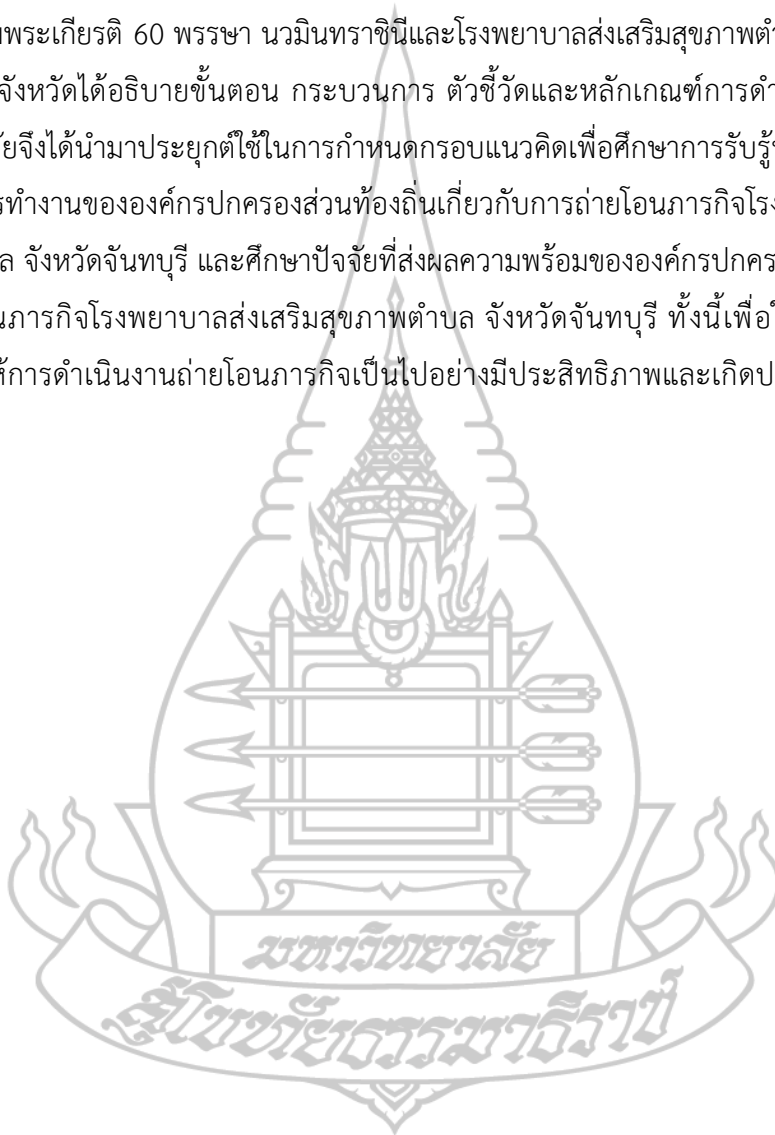 พระเกียรติ 60 พรรษา นวมินทราชินีและโรงพยาบาลส่งเสริมสุขภาพตำ
จังหวัดได้อธิบายขั้นตอน กระบวนการ ตัวชี้วัดและหลักเกณฑ์การดำ
ัยจึงได้นำมาประยุกต์ใช้ในการกำหนดกรอบแนวคิดเพื่อศึกษาการรับรู้
รทำงานขององค์กรปกครองส่วนท้องถิ่นเกี่ยวกับการถ่ายโอนภารกิจโรง
ล จังหวัดจันทบุรี และศึกษาปัจจัยที่ส่งผลความพร้อมขององค์กรปกคร
นภารกิจโรงพยาบาลส่งเสริมสุขภาพตำบล จังหวัดจันทบุรี ทั้งนี้เพื่อใ
ห้การดำเนินงานถ่ายโอนภารกิจเป็นไปอย่างมีประสิทธิภาพและเกิดป
มหาวิทยาลัย
สุโขทัยธรรมาธิราช